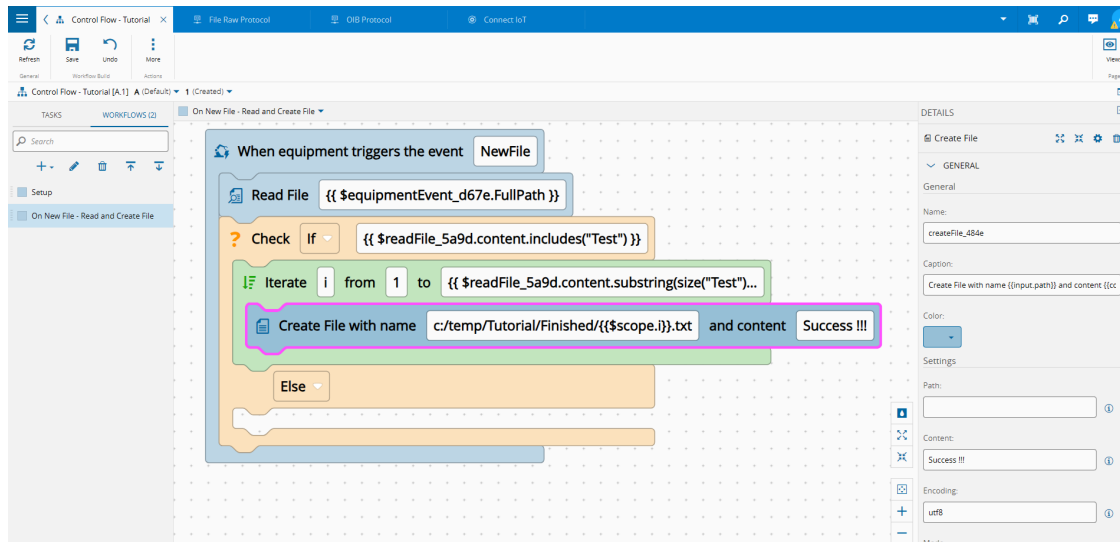 Control Flow - Tutorial
File Raw Protocol
OIB Protocol
Connect IoT
Refresh
Save
Undo
More
View
General
Workflow Build
Actions
Page
Control Flow - Tutorial [A.1] A (Default) 1 (Created)
TASKS
WORKFLOWS (2)
Search
Setup
On New File - Read and Create File
On New File - Read and Create File
When equipment triggers the event NewFile
Read File {{ $equipmentEvent_d67e.FullPath }}
? Check If {{ $readFile_5a9d.content.includes("Test") }}
Iterate i from 1 to {{ $readFile_5a9d.content.substring(size("Test")...
Create File with name c:/temp/Tutorial/Finished/{{$scope.i}}.txt and content Success !!!
Else
DETAILS
Create File
GENERAL
General
Name:
createFile_484e
Caption:
Create File with name {{input.path}} and content {{cc
Color:
Settings
Path:
Content:
Success !!!
Encoding:
utf8